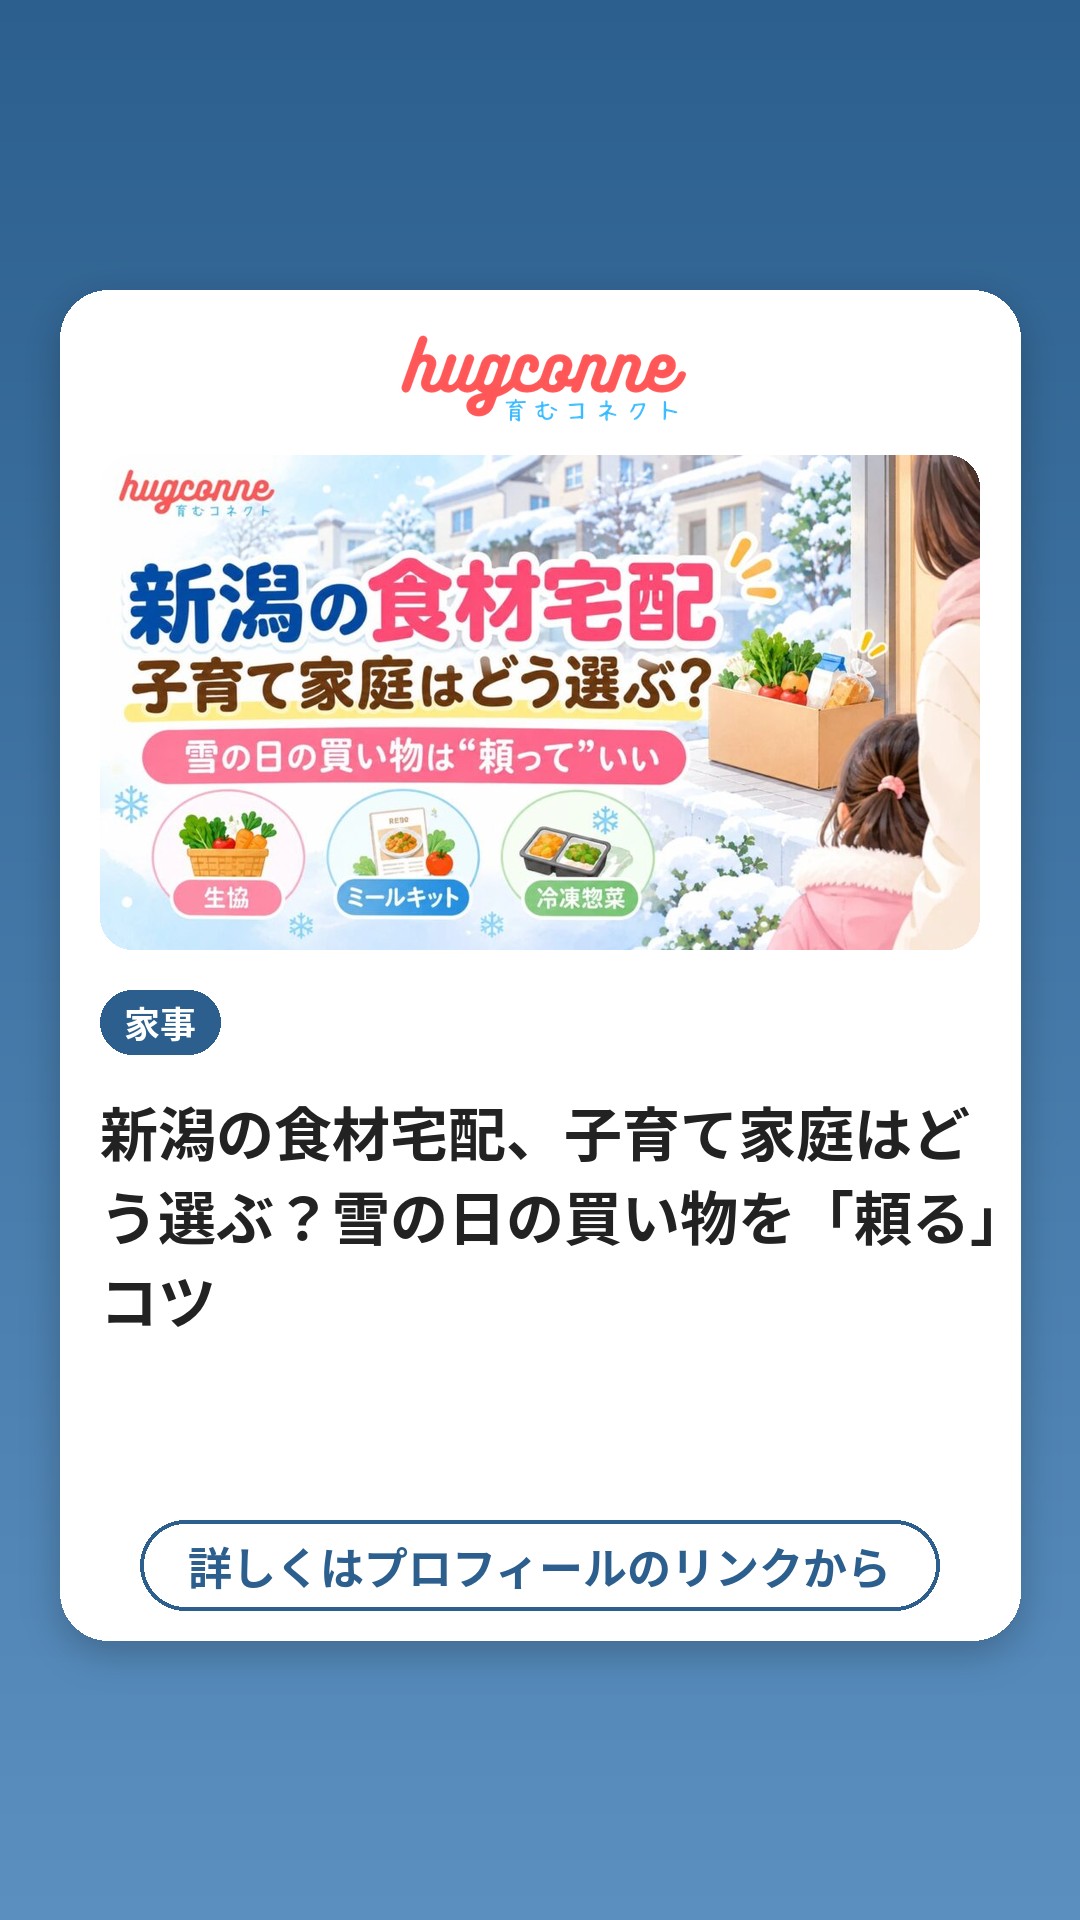 hugconne
育むコネクト
hugconne
育むコネクト
新潟の食材宅配
子育て家庭はどう選ぶ?
雪の日の買い物は“頼って”いい
生協
ミールキット
冷凍惣菜
家事
新潟の食材宅配、子育て家庭はど
う選ぶ？雪の日の買い物を「頼る」
コツ
詳しくはプロフィールのリンクから